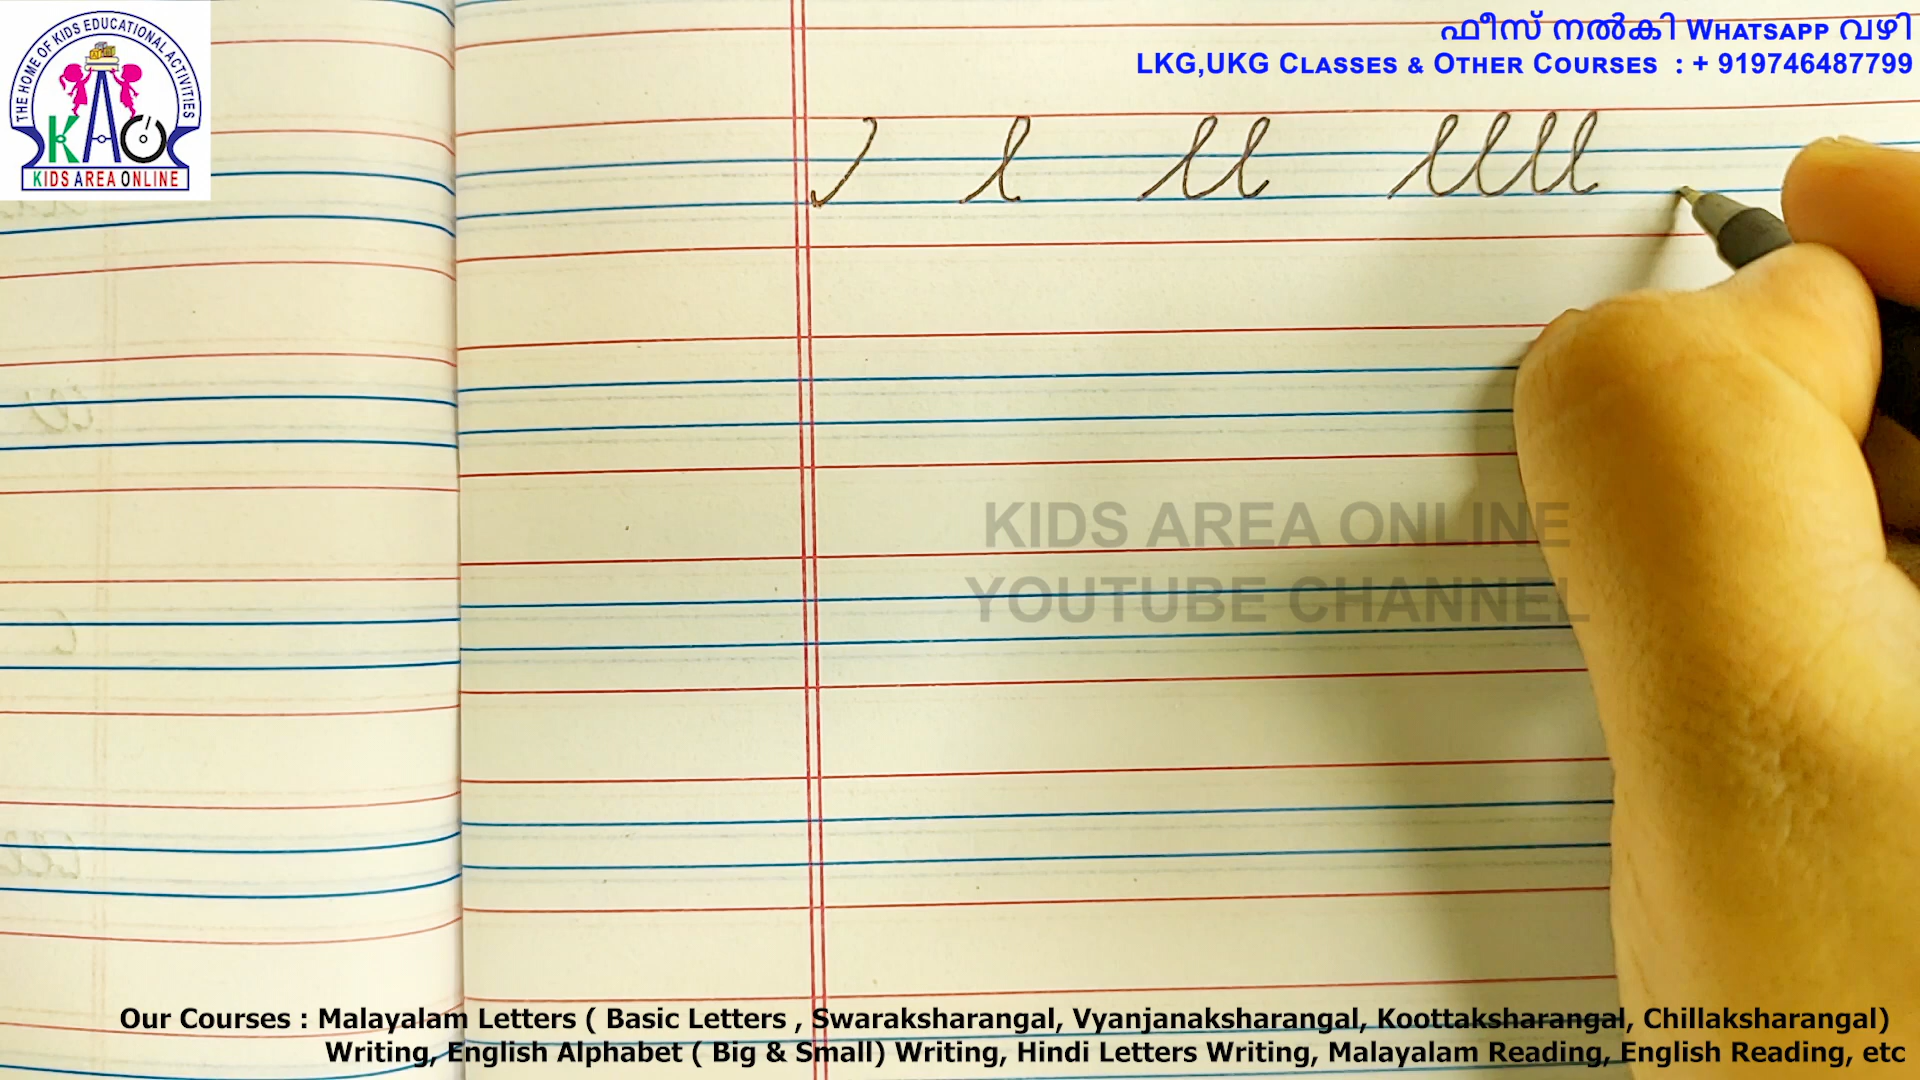 THE HOME OF KIDS EDUCATIONAL ACTIVITIES
KAO
KIDS AREA ONLINE
ഫീസ് നൽകി WHATSAPP വഴി
LKG,UKG CLASSES & OTHER COURSES : + 919746487799
l ll llll
KIDS AREA ONLINE
YOUTUBE CHANNEL
Our Courses : Malayalam Letters ( Basic Letters , Swaraksharangal, Vyanjanaksharangal, Koottaksharangal, Chillaksharangal)
Writing, English Alphabet ( Big & Small) Writing, Hindi Letters Writing, Malayalam Reading, English Reading, etc